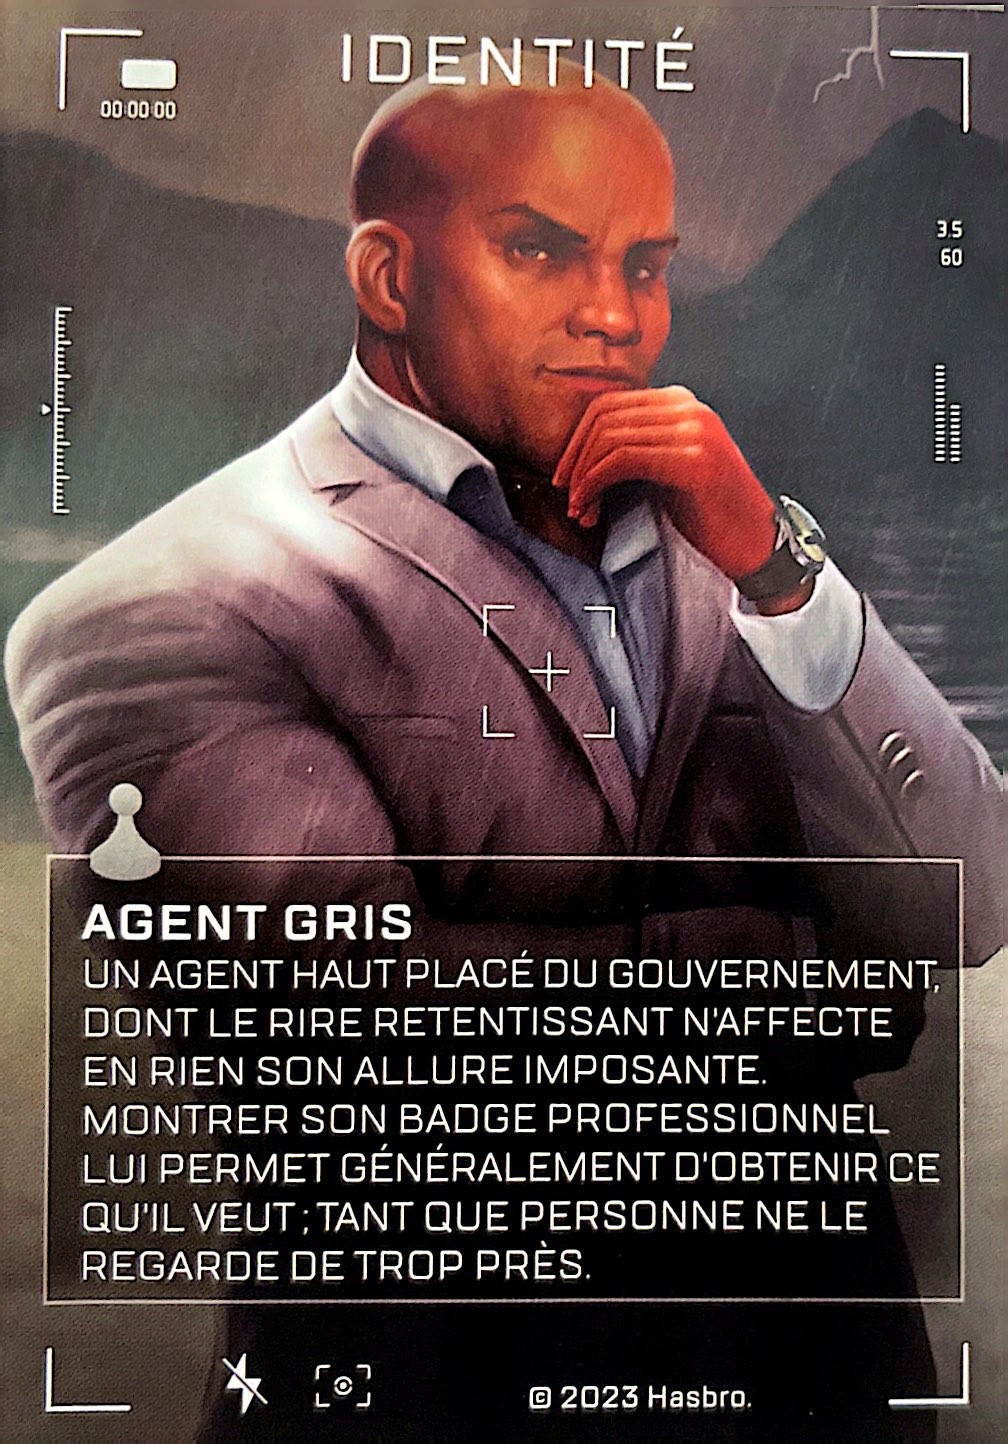 IDENTITÉ
00:00:00
3.5
60
AGENT GRIS
UN AGENT HAUT PLACÉ DU GOUVERNEMENT,
DONT LE RIRE RETENTISSANT N'AFFECTE
EN RIEN SON ALLURE IMPOSANTE.
MONTRER SON BADGE PROFESSIONNEL
LUI PERMET GÉNÉRALEMENT D'OBTENIR CE
QU'IL VEUT ; TANT QUE PERSONNE NE LE
REGARDE DE TROP PRÈS.
© 2023 Hasbro.